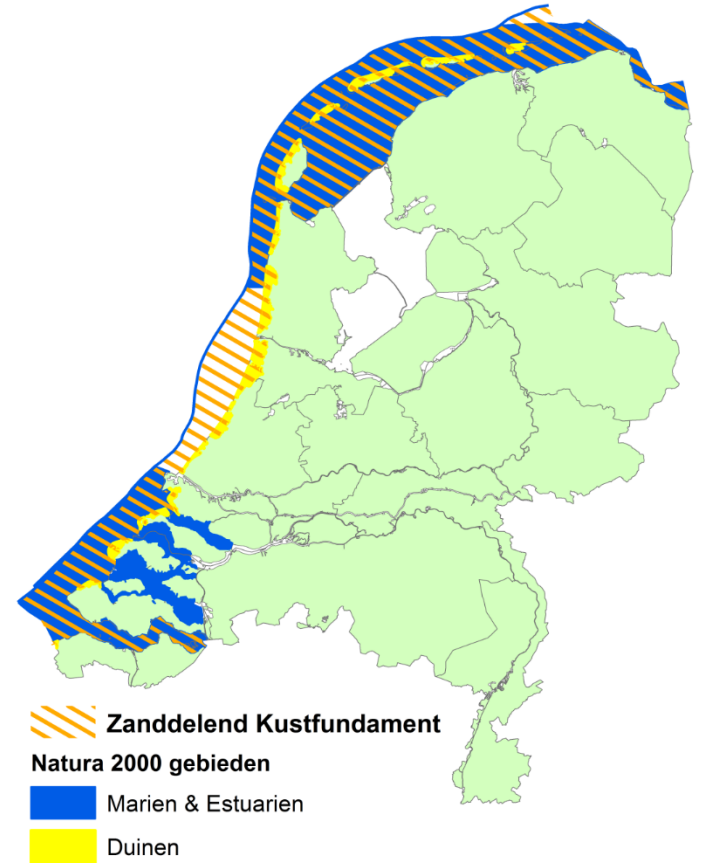 Zanddelend Kustfundament
Natura 2000 gebieden
Marien & Estuarien
Duinen